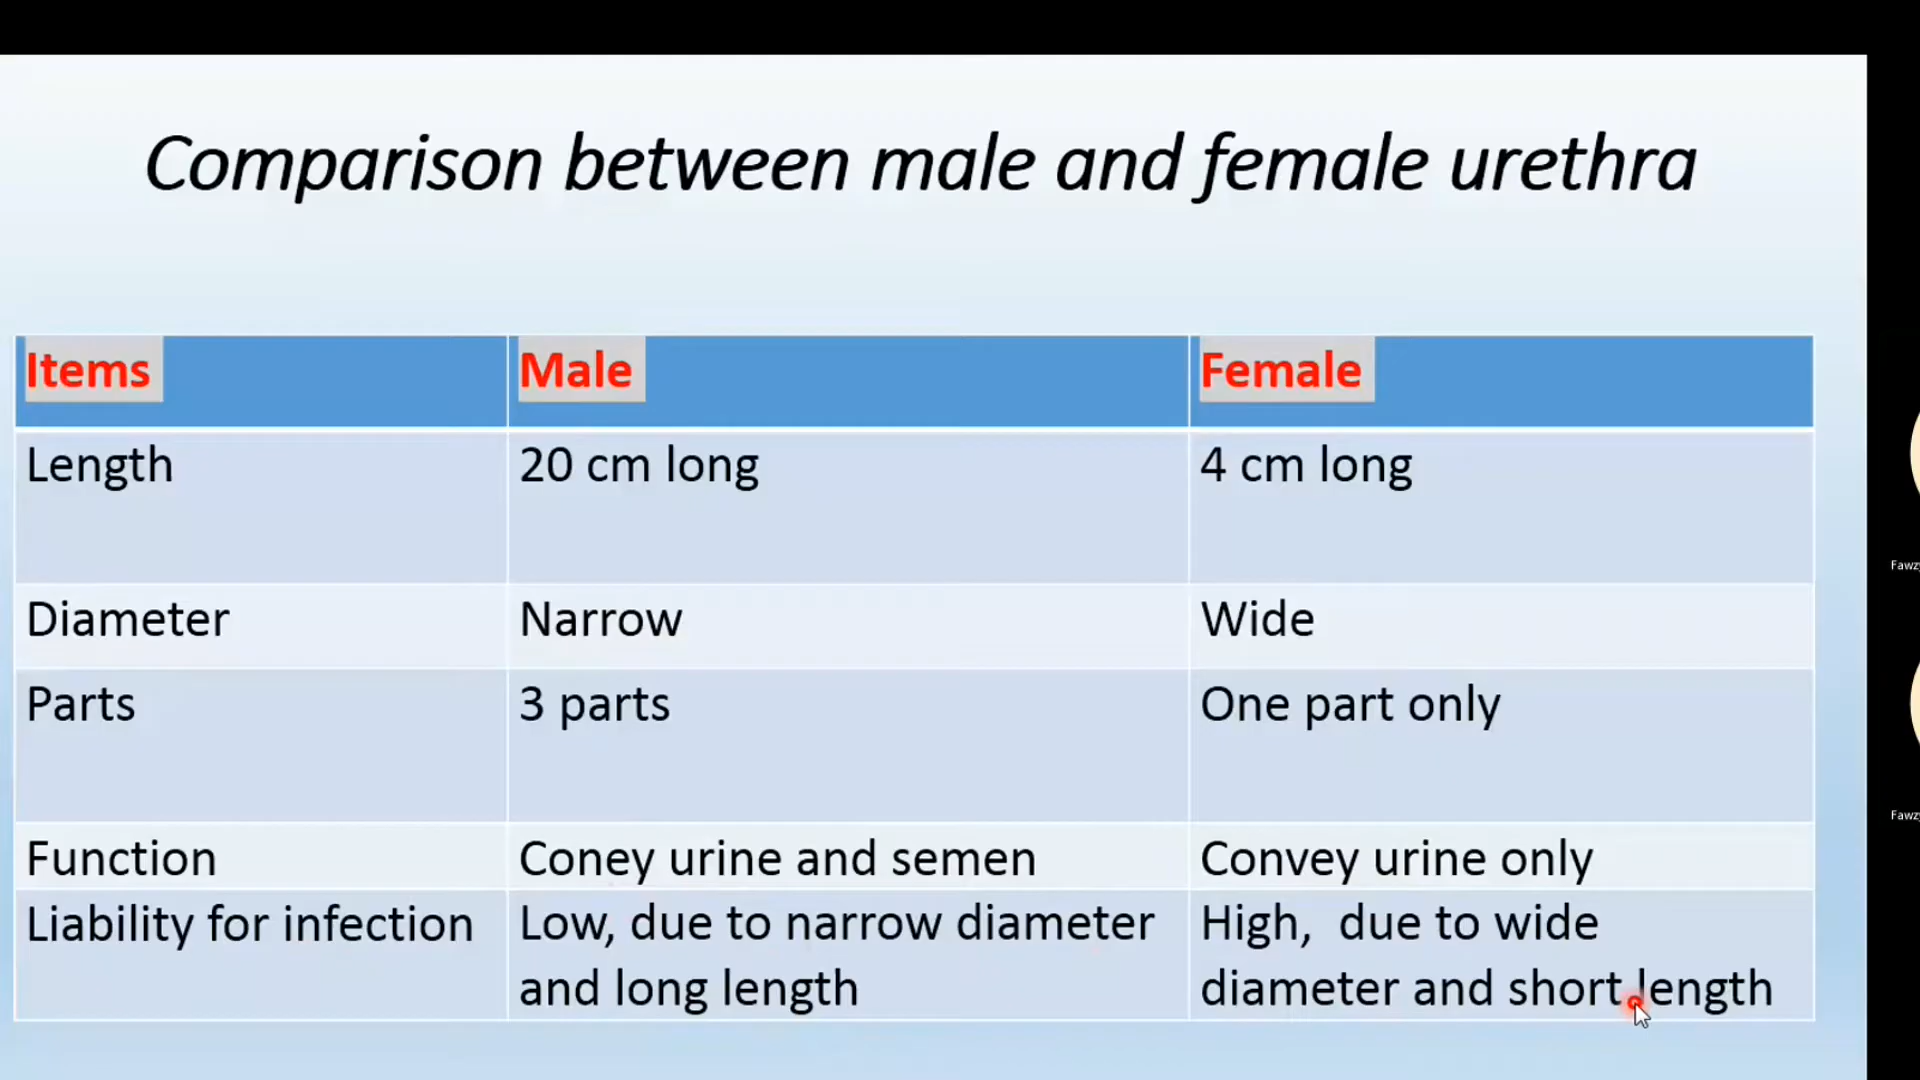 Comparison between male and female urethra
Items Male Female
Length 20 cm long 4 cm long
Diameter Narrow Wide
Parts 3 parts One part only
Function Coney urine and semen Convey urine only
Liability for infection Low, due to narrow diameter High, due to wide
and long length diameter and short length
Fawzy
Fawzy